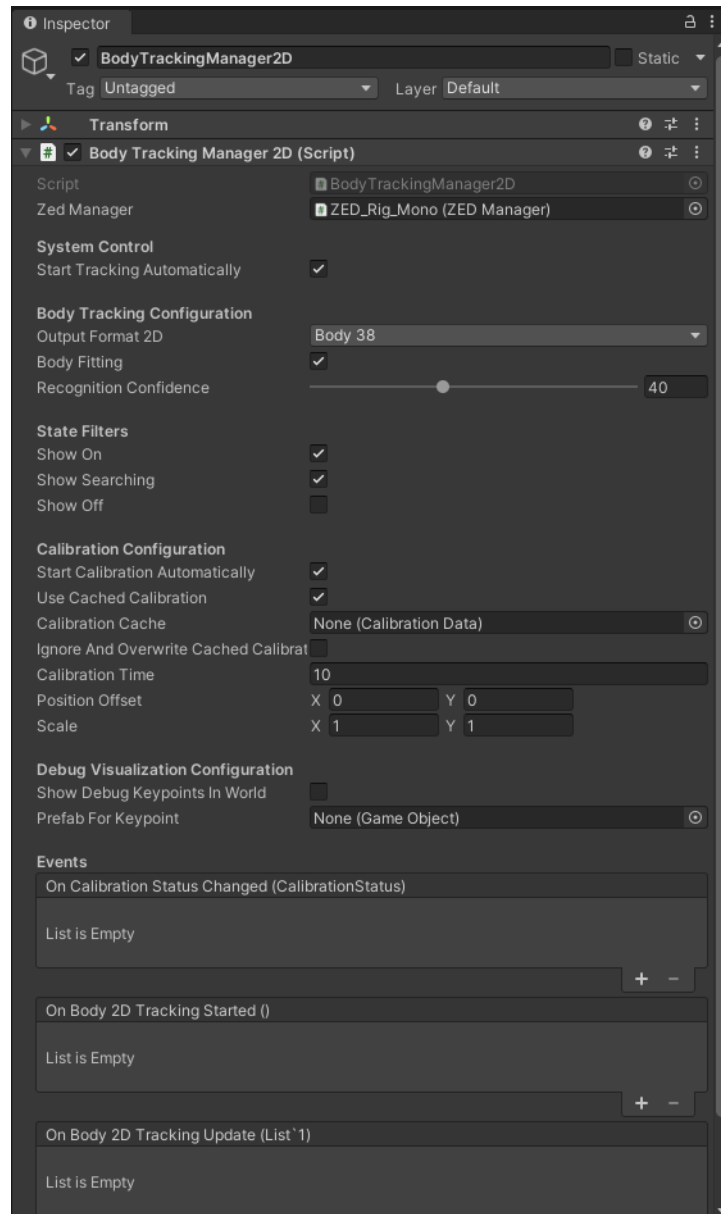 Inspector
BodyTrackingManager2D Static
Tag Untagged Layer Default
Transform
# Body Tracking Manager 2D (Script)
Script # BodyTrackingManager2D
Zed Manager # ZED_Rig_Mono (ZED Manager)
System Control
Start Tracking Automatically
Body Tracking Configuration
Output Format 2D Body 38
Body Fitting
Recognition Confidence 40
State Filters
Show On
Show Searching
Show Off
Calibration Configuration
Start Calibration Automatically
Use Cached Calibration
Calibration Cache None (Calibration Data)
Ignore And Overwrite Cached Calibrat
Calibration Time 10
Position Offset X 0 Y 0
Scale X 1 Y 1
Debug Visualization Configuration
Show Debug Keypoints In World
Prefab For Keypoint None (Game Object)
Events
On Calibration Status Changed (CalibrationStatus)
List is Empty
+ −
On Body 2D Tracking Started ()
List is Empty
+ −
On Body 2D Tracking Update (List`1)
List is Empty